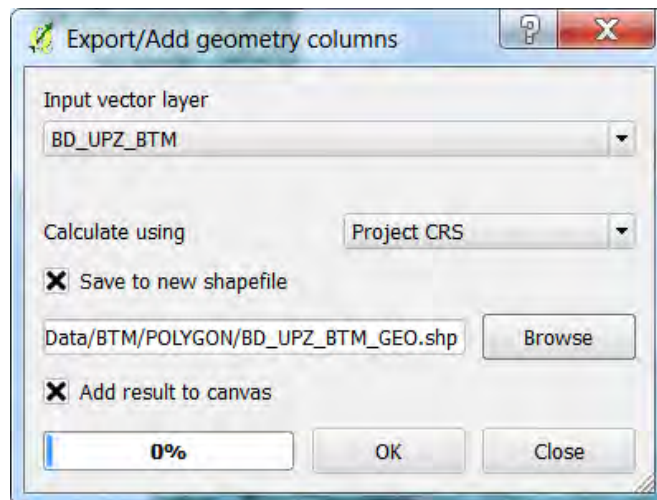 Export/Add geometry columns
Input vector layer
BD_UPZ_BTM
Calculate using Project CRS
Save to new shapefile
Data/BTM/POLYGON/BD_UPZ_BTM_GEO.shp Browse
Add result to canvas
0% OK Close